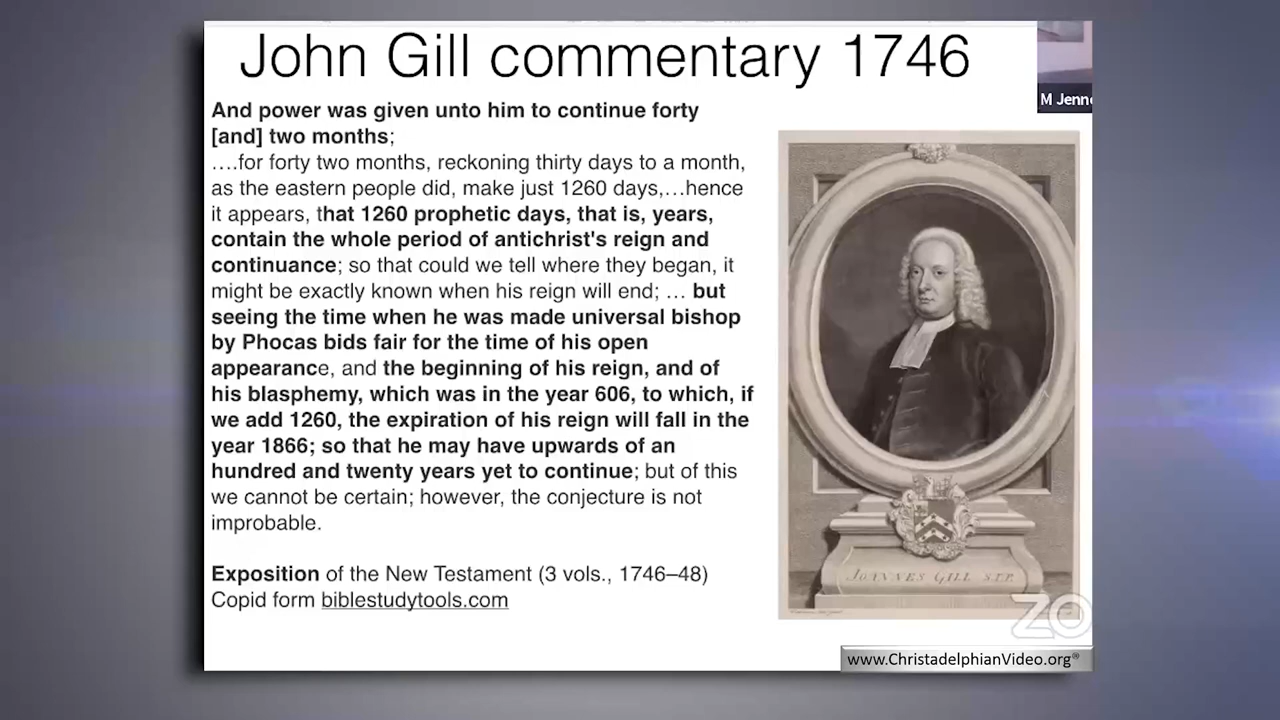 John Gill commentary 1746
M Jenne
And power was given unto him to continue forty
[and] two months;
….for forty two months, reckoning thirty days to a month,
as the eastern people did, make just 1260 days,…hence
it appears, that 1260 prophetic days, that is, years,
contain the whole period of antichrist's reign and
continuance; so that could we tell where they began, it
might be exactly known when his reign will end; … but
seeing the time when he was made universal bishop
by Phocas bids fair for the time of his open
appearance, and the beginning of his reign, and of
his blasphemy, which was in the year 606, to which, if
we add 1260, the expiration of his reign will fall in the
year 1866; so that he may have upwards of an
hundred and twenty years yet to continue; but of this
we cannot be certain; however, the conjecture is not
improbable.
Exposition of the New Testament (3 vols., 1746–48)
Copid form biblestudytools.com
JOANNES GILL S.T.P.
ZO
www.ChristadelphianVideo.org®